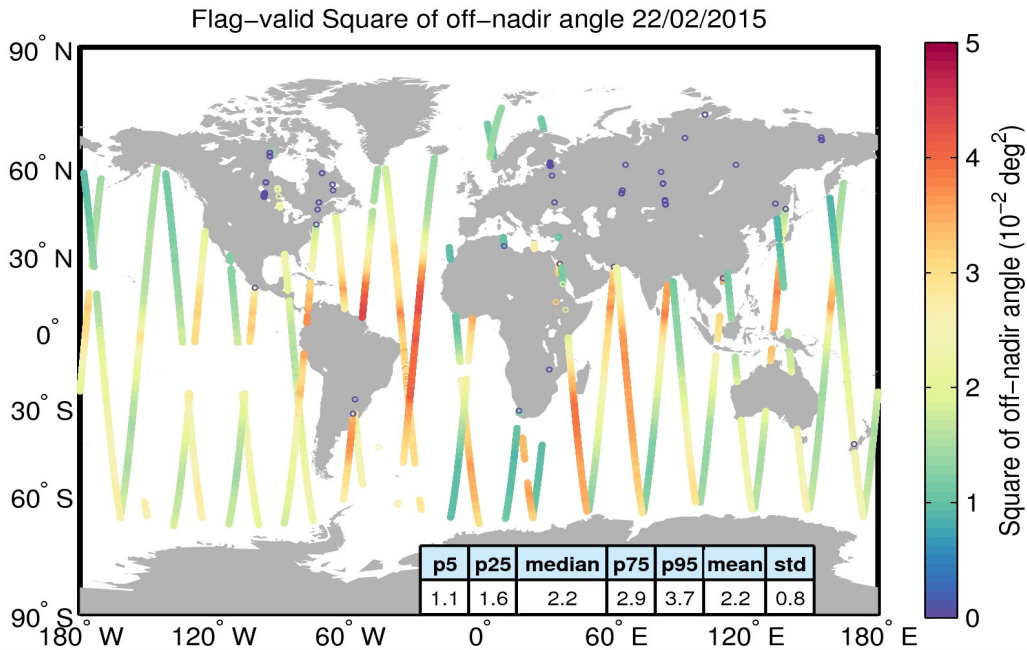 Flag−valid Square of off−nadir angle 22/02/2015
90° N
60° N
30° N
0°
30° S
60° S
90° S
180° W
120° W
60° W
0°
60° E
120° E
180° E
p5 p25 median p75 p95 mean std
1.1 1.6 2.2 2.9 3.7 2.2 0.8
5
4
3
2
1
0
Square of off−nadir angle (10⁻² deg²)